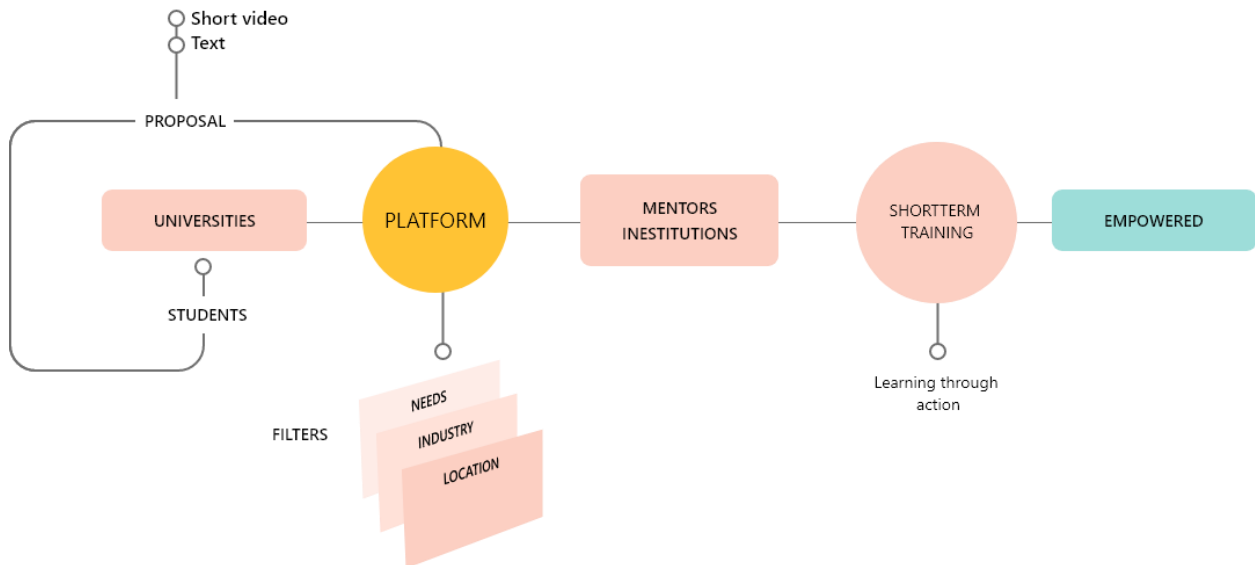 Short video
Text
PROPOSAL
UNIVERSITIES
PLATFORM
MENTORS
INESTITUTIONS
SHORTTERM
TRAINING
EMPOWERED
STUDENTS
FILTERS
NEEDS
INDUSTRY
LOCATION
Learning through
action